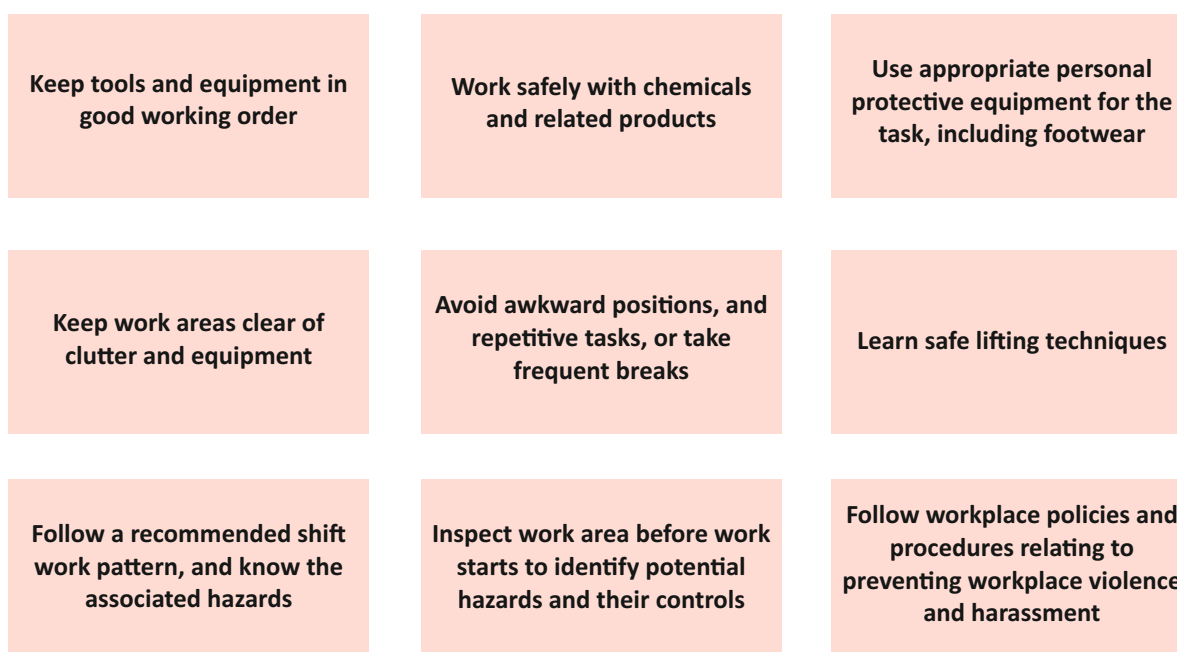 Keep tools and equipment in
good working order
Work safely with chemicals
and related products
Use appropriate personal
protective equipment for the
task, including footwear
Keep work areas clear of
clutter and equipment
Avoid awkward positions, and
repetitive tasks, or take
frequent breaks
Learn safe lifting techniques
Follow a recommended shift
work pattern, and know the
associated hazards
Inspect work area before work
starts to identify potential
hazards and their controls
Follow workplace policies and
procedures relating to
preventing workplace violence
and harassment